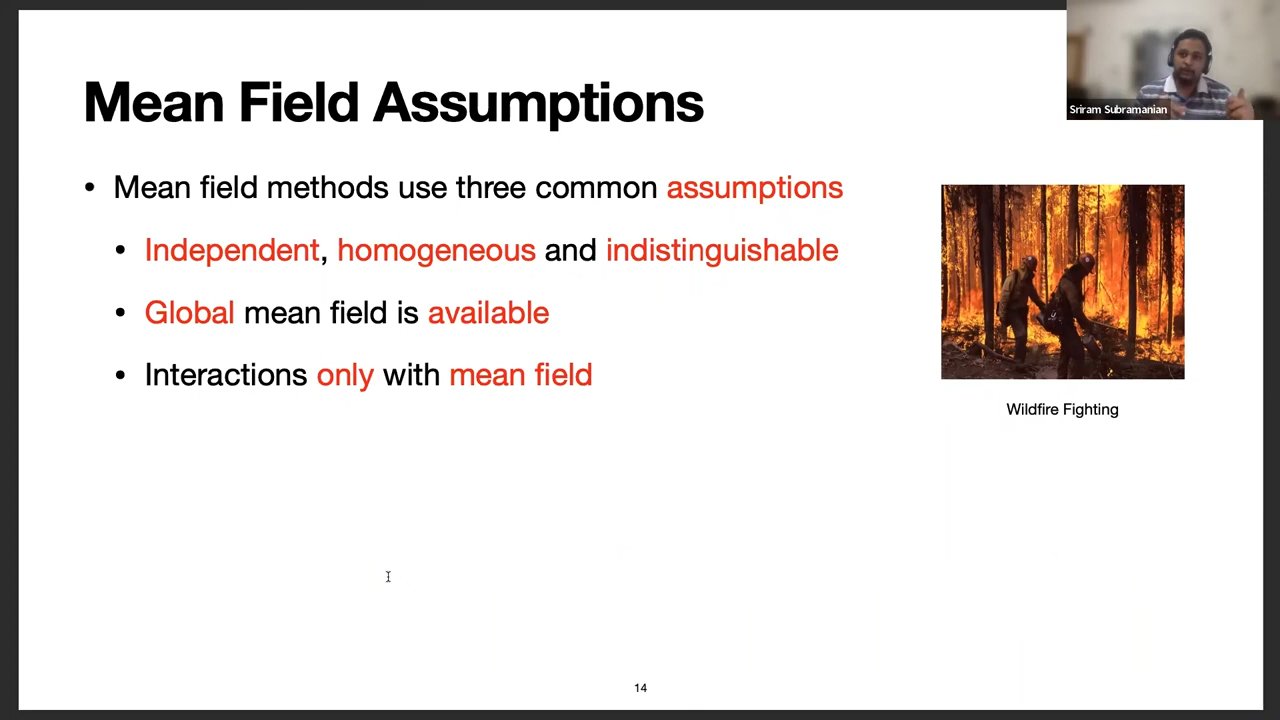 Mean Field Assumptions
Sriram Subramanian
• Mean field methods use three common assumptions
• Independent, homogeneous and indistinguishable
• Global mean field is available
• Interactions only with mean field
Wildfire Fighting
14